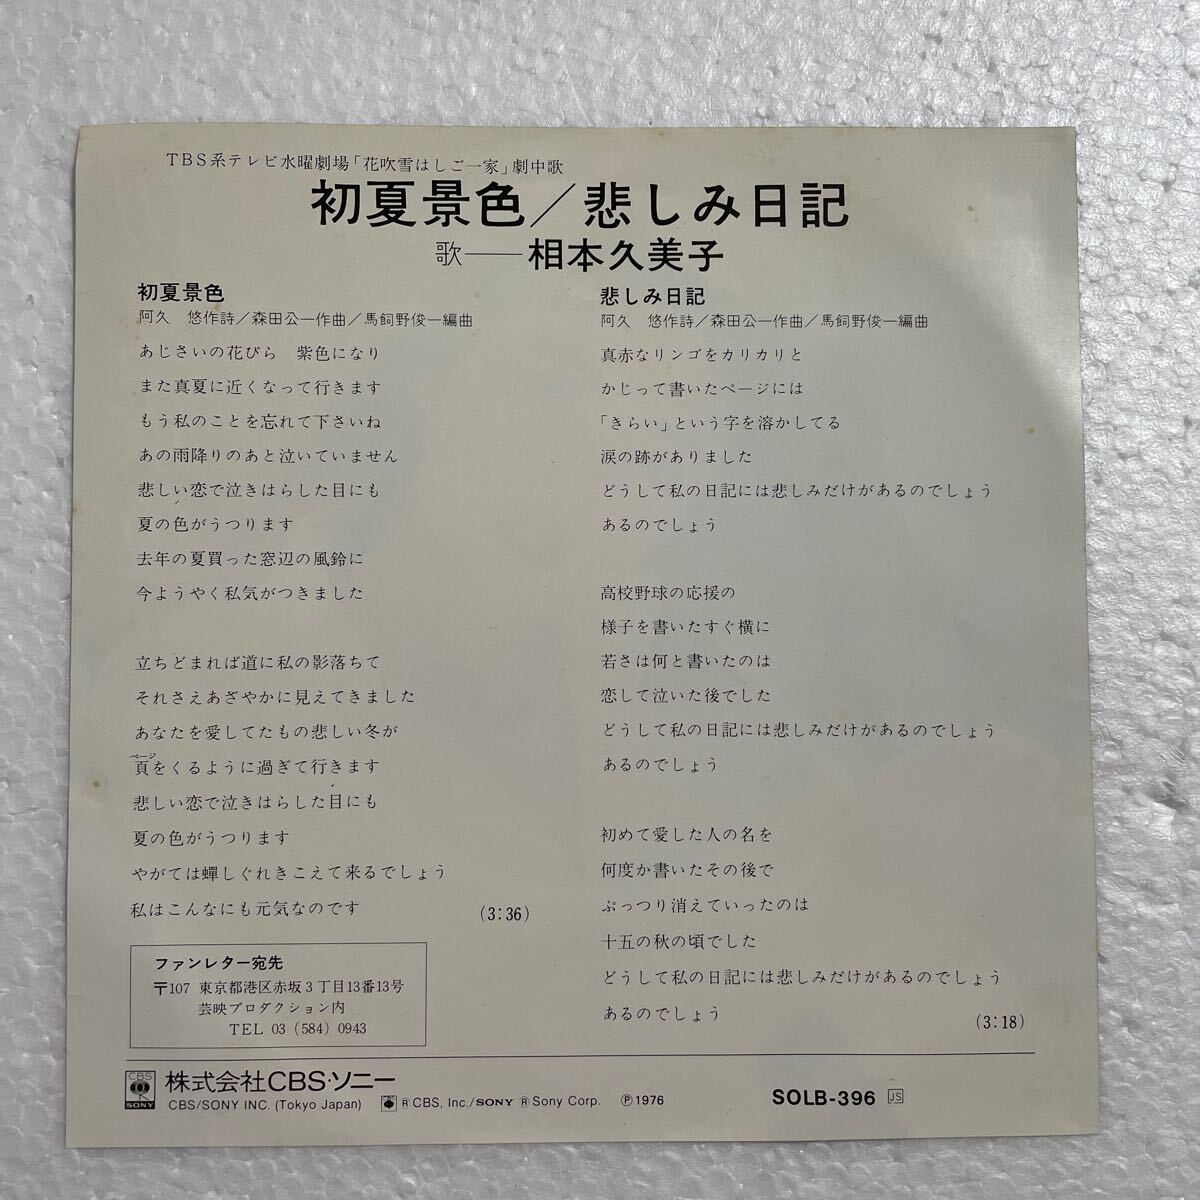 TBS系テレビ水曜劇場「花吹雪はしご一家」劇中歌
初夏景色／悲しみ日記
歌――相本久美子
初夏景色
阿久　悠作詩／森田公一作曲／馬飼野俊一編曲
あじさいの花びら　紫色になり
また真夏に近くなって行きます
もう私のことを忘れて下さいね
あの雨降りのあと泣いていません
悲しい恋で泣きはらした目にも
夏の色がうつります
去年の夏買った窓辺の風鈴に
今ようやく私気がつきました
立ちどまれば道に私の影落ちて
それさえあざやかに見えてきました
あなたを愛してたもの悲しい冬が
ページ
頁をくるように過ぎて行きます
悲しい恋で泣きはらした目にも
夏の色がうつります
やがては蟬しぐれきこえて来るでしょう
私はこんなにも元気なのです
(3:36)
悲しみ日記
阿久　悠作詩／森田公一作曲／馬飼野俊一編曲
真赤なリンゴをカリカリと
かじって書いたページには
「きらい」という字を溶かしてる
涙の跡がありました
どうして私の日記には悲しみだけがあるのでしょう
あるのでしょう
高校野球の応援の
様子を書いたすぐ横に
若さは何と書いたのは
恋して泣いた後でした
どうして私の日記には悲しみだけがあるのでしょう
あるのでしょう
初めて愛した人の名を
何度か書いたその後で
ぷっつり消えていったのは
十五の秋の頃でした
どうして私の日記には悲しみだけがあるのでしょう
あるのでしょう
(3:18)
ファンレター宛先
〒107 東京都港区赤坂3丁目13番13号
芸映プロダクション内
TEL 03 (584) 0943
CBS SONY 株式会社CBS・ソニー
CBS/SONY INC. (Tokyo Japan) ® CBS, Inc./SONY ® Sony Corp. ℗1976
SOLB-396 JS